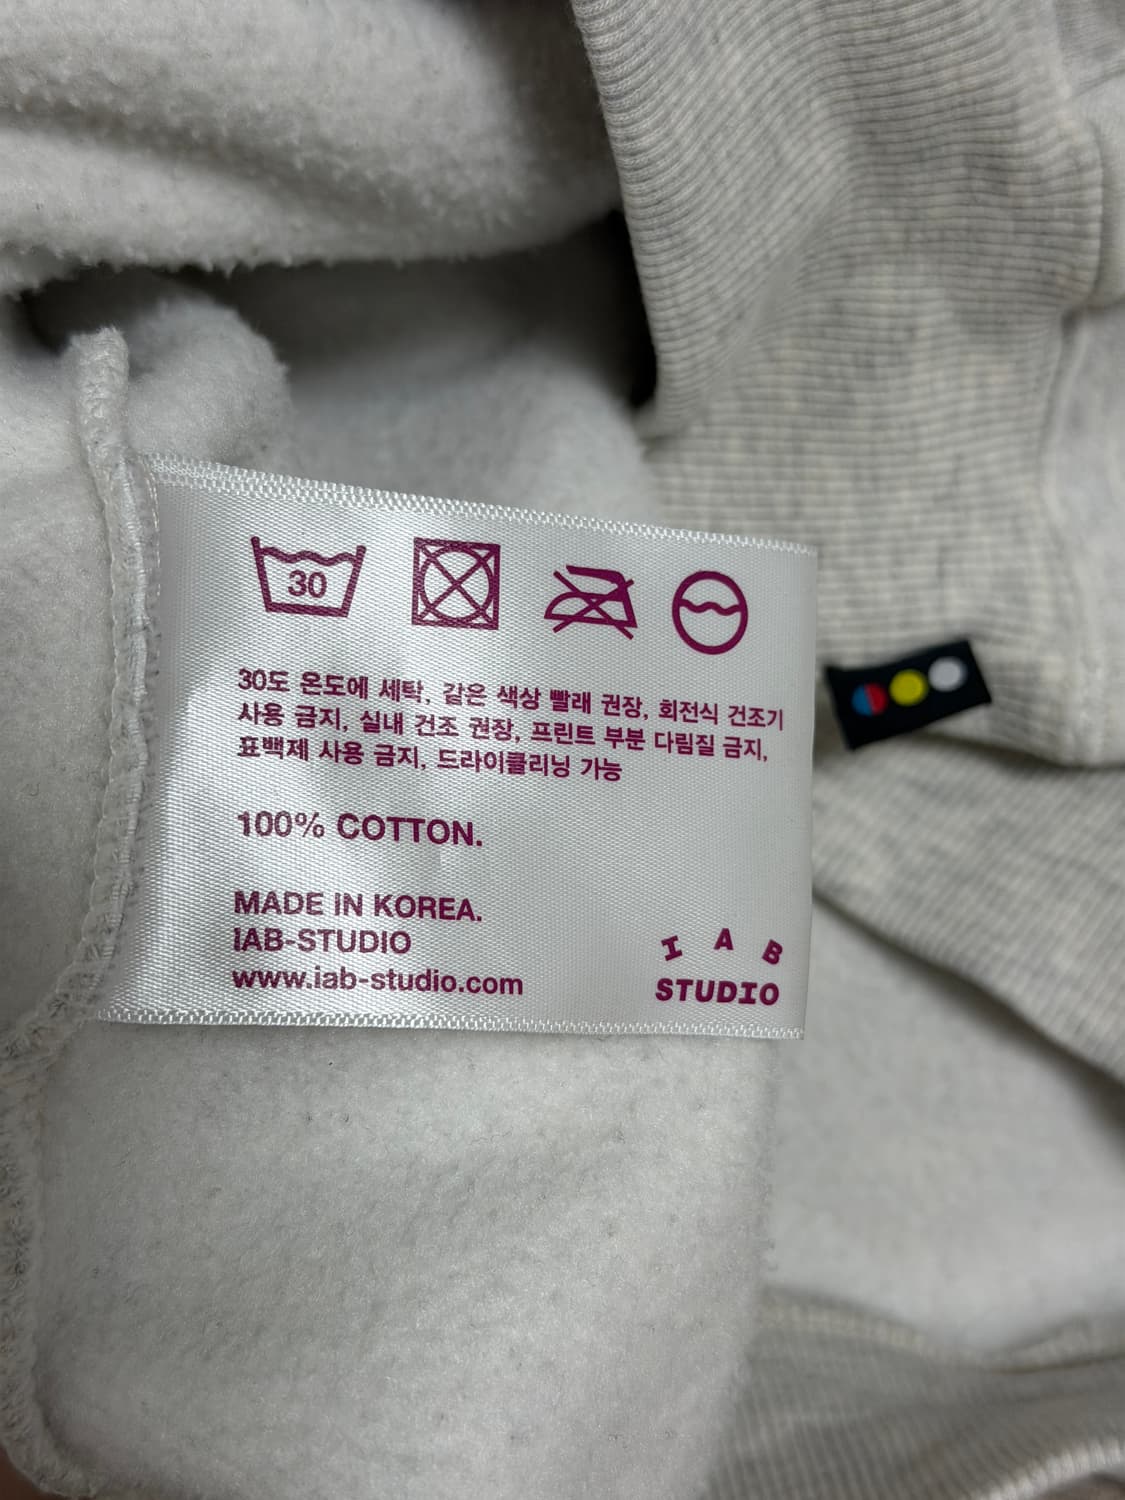 30
30도 온도에 세탁, 같은 색상 빨래 권장, 회전식 건조기
사용 금지, 실내 건조 권장, 프린트 부분 다림질 금지,
표백제 사용 금지, 드라이클리닝 가능
100% COTTON.
MADE IN KOREA.
IAB-STUDIO
www.iab-studio.com
I A B
STUDIO